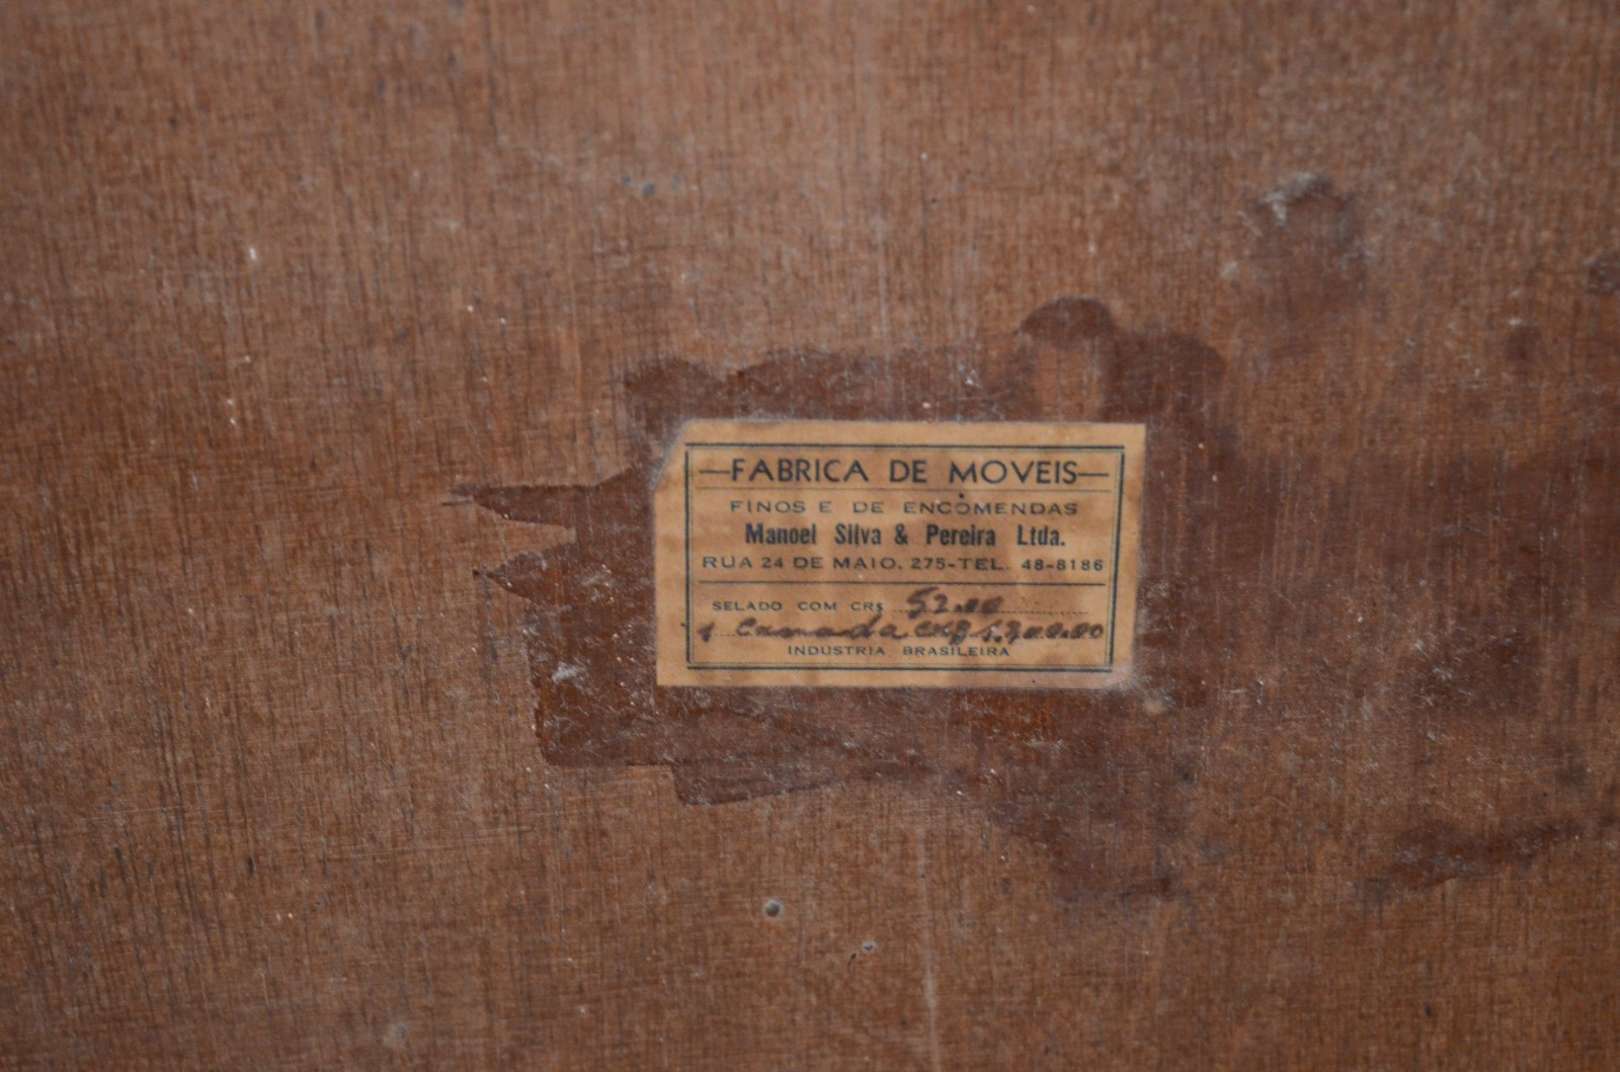 FABRICA DE MOVEIS
FINOS E DE ENCOMENDAS
Manoel Silva & Pereira Ltda.
RUA 24 DE MAIO, 275-TEL. 48-8186
SELADO COM CR$ 52.00
1 Camada
INDUSTRIA BRASILEIRA